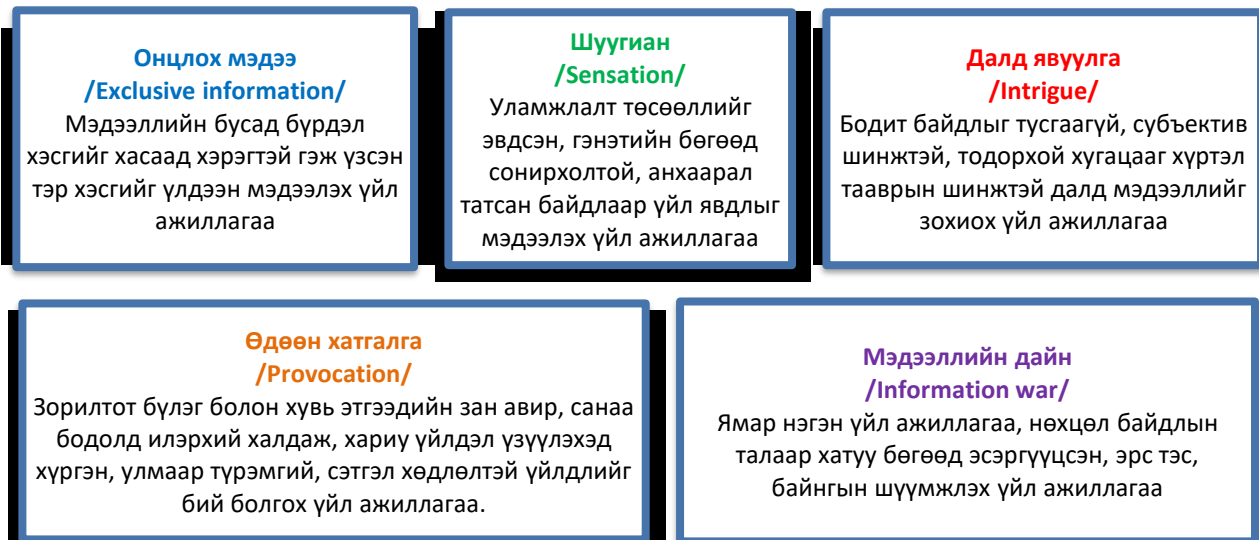 Онцлох мэдээ
/Exclusive information/
Мэдээллийн бусад бүрдэл
хэсгийг хасаад хэрэгтэй гэж үзсэн
тэр хэсгийг үлдээн мэдээлэх үйл
ажиллагаа
Шуугиан
/Sensation/
Уламжлалт төсөөллийг
эвдсэн, гэнэтийн бөгөөд
сонирхолтой, анхаарал
татсан байдлаар үйл явдлыг
мэдээлэх үйл ажиллагаа
Далд явуулга
/Intrigue/
Бодит байдлыг тусгаагүй, субъектив
шинжтэй, тодорхой хугацааг хүртэл
тааврын шинжтэй далд мэдээллийг
зохиох үйл ажиллагаа
Өдөөн хатгалга
/Provocation/
Зорилтот бүлэг болон хувь этгээдийн зан авир, санаа
бодолд илэрхий халдаж, хариу үйлдэл үзүүлэхэд
хүргэн, улмаар түрэмгий, сэтгэл хөдлөлтэй үйлдлийг
бий болгох үйл ажиллагаа.
Мэдээллийн дайн
/Information war/
Ямар нэгэн үйл ажиллагаа, нөхцөл байдлын
талаар хатуу бөгөөд эсэргүүцсэн, эрс тэс,
байнгын шүүмжлэх үйл ажиллагаа